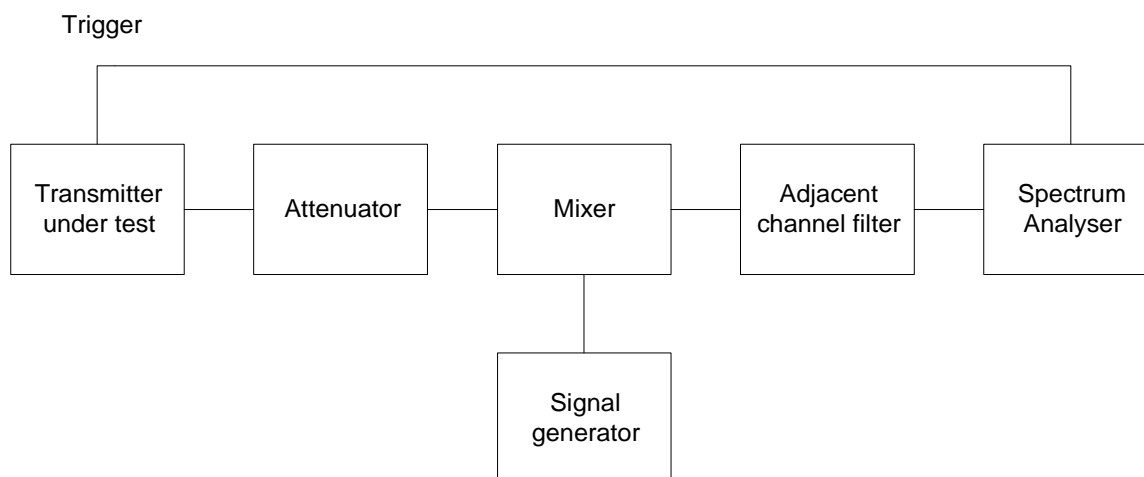 Trigger
Transmitter
under test
Attenuator
Mixer
Adjacent
channel filter
Spectrum
Analyser
Signal
generator